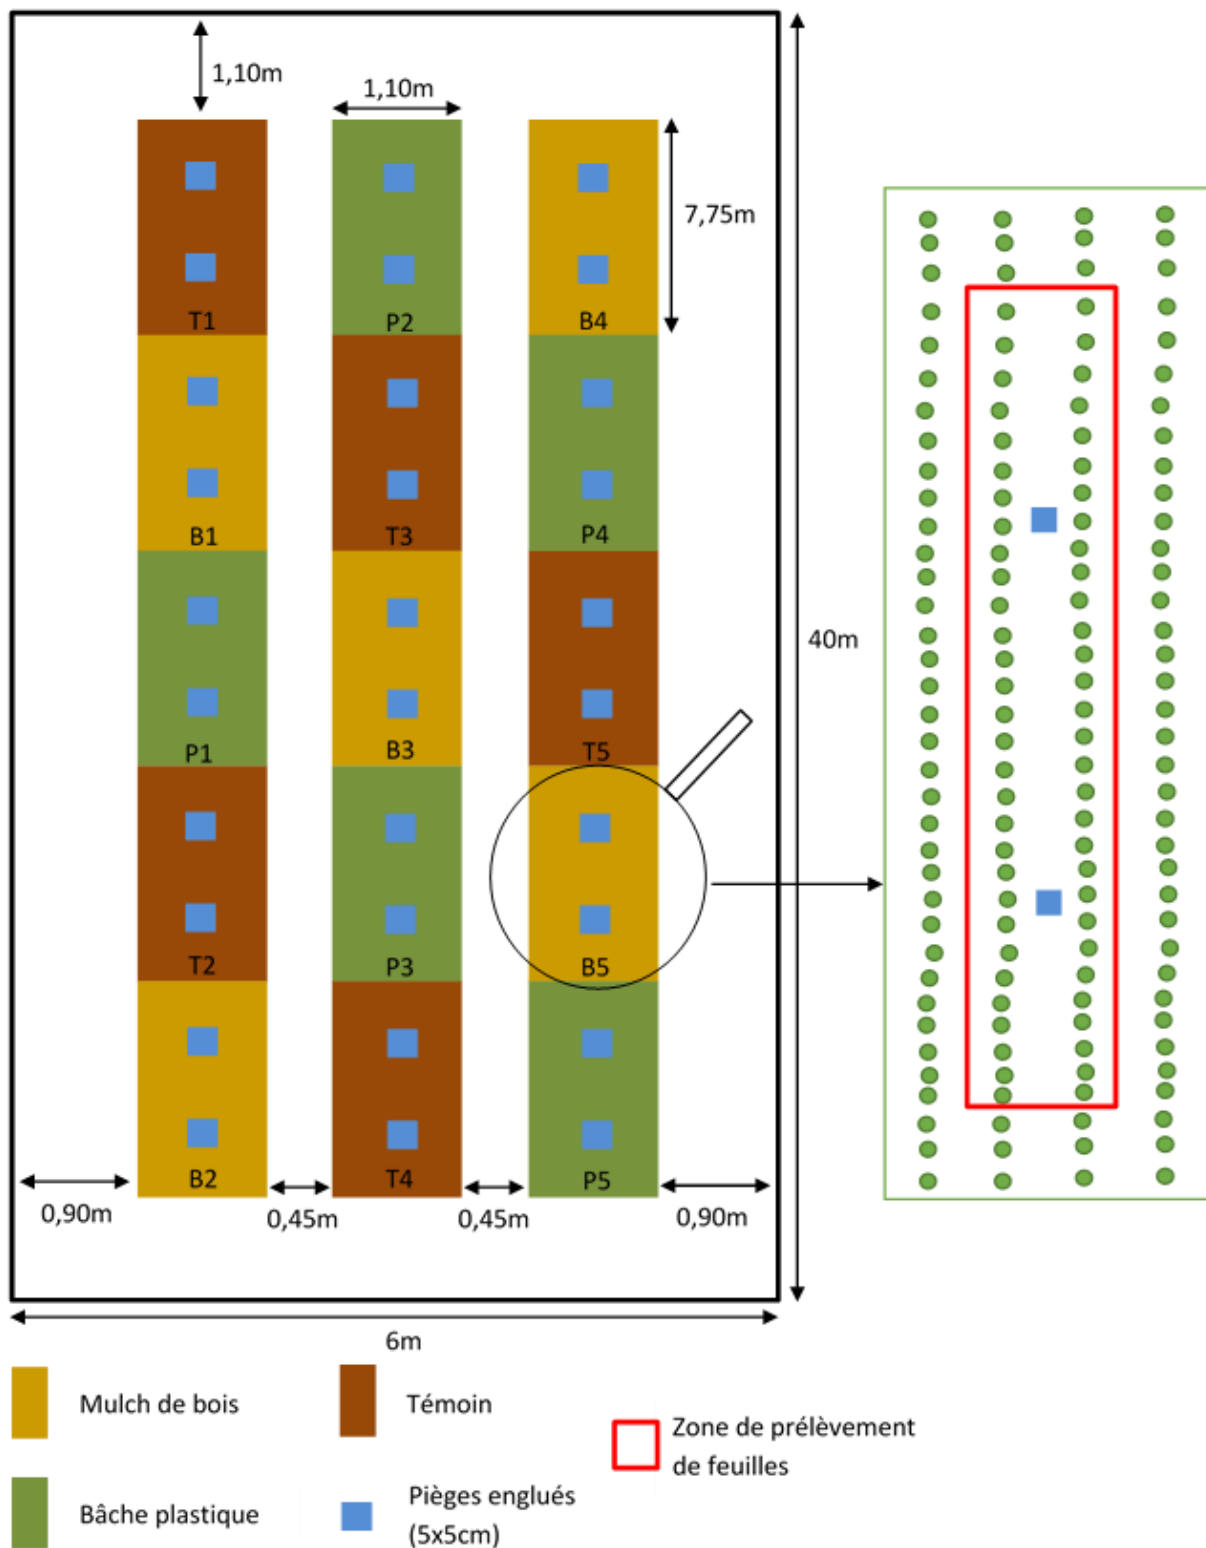 1,10m
1,10m
7,75m
T1
P2
B4
B1
T3
P4
40m
P1
B3
T5
T2
P3
B5
B2
T4
P5
0,90m
0,45m
0,45m
0,90m
6m
Mulch de bois
Témoin
Zone de prélèvement
de feuilles
Bâche plastique
Pièges englués
(5x5cm)